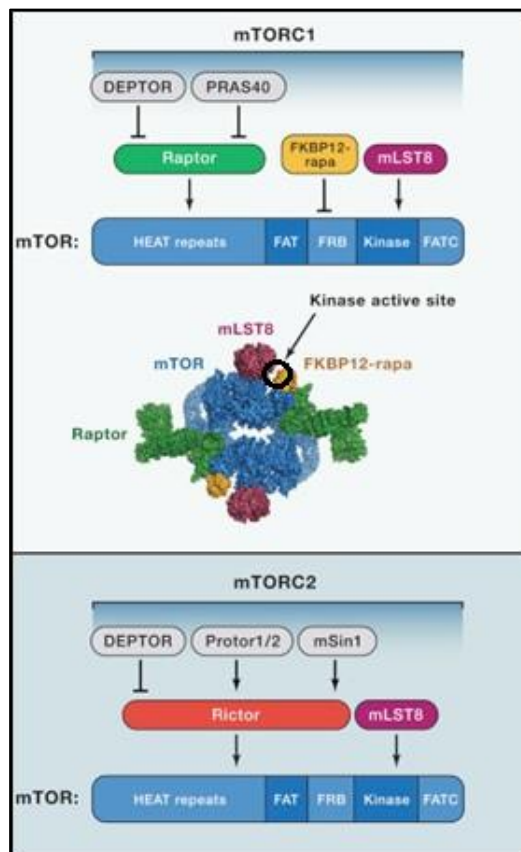 mTORC1
DEPTOR PRAS40
Raptor
FKBP12-
rapa
mLST8
mTOR: HEAT repeats FAT FRB Kinase FATC
Kinase active site
mLST8
mTOR
FKBP12-rapa
Raptor
mTORC2
DEPTOR Protor1/2 mSin1
Rictor mLST8
mTOR: HEAT repeats FAT FRB Kinase FATC